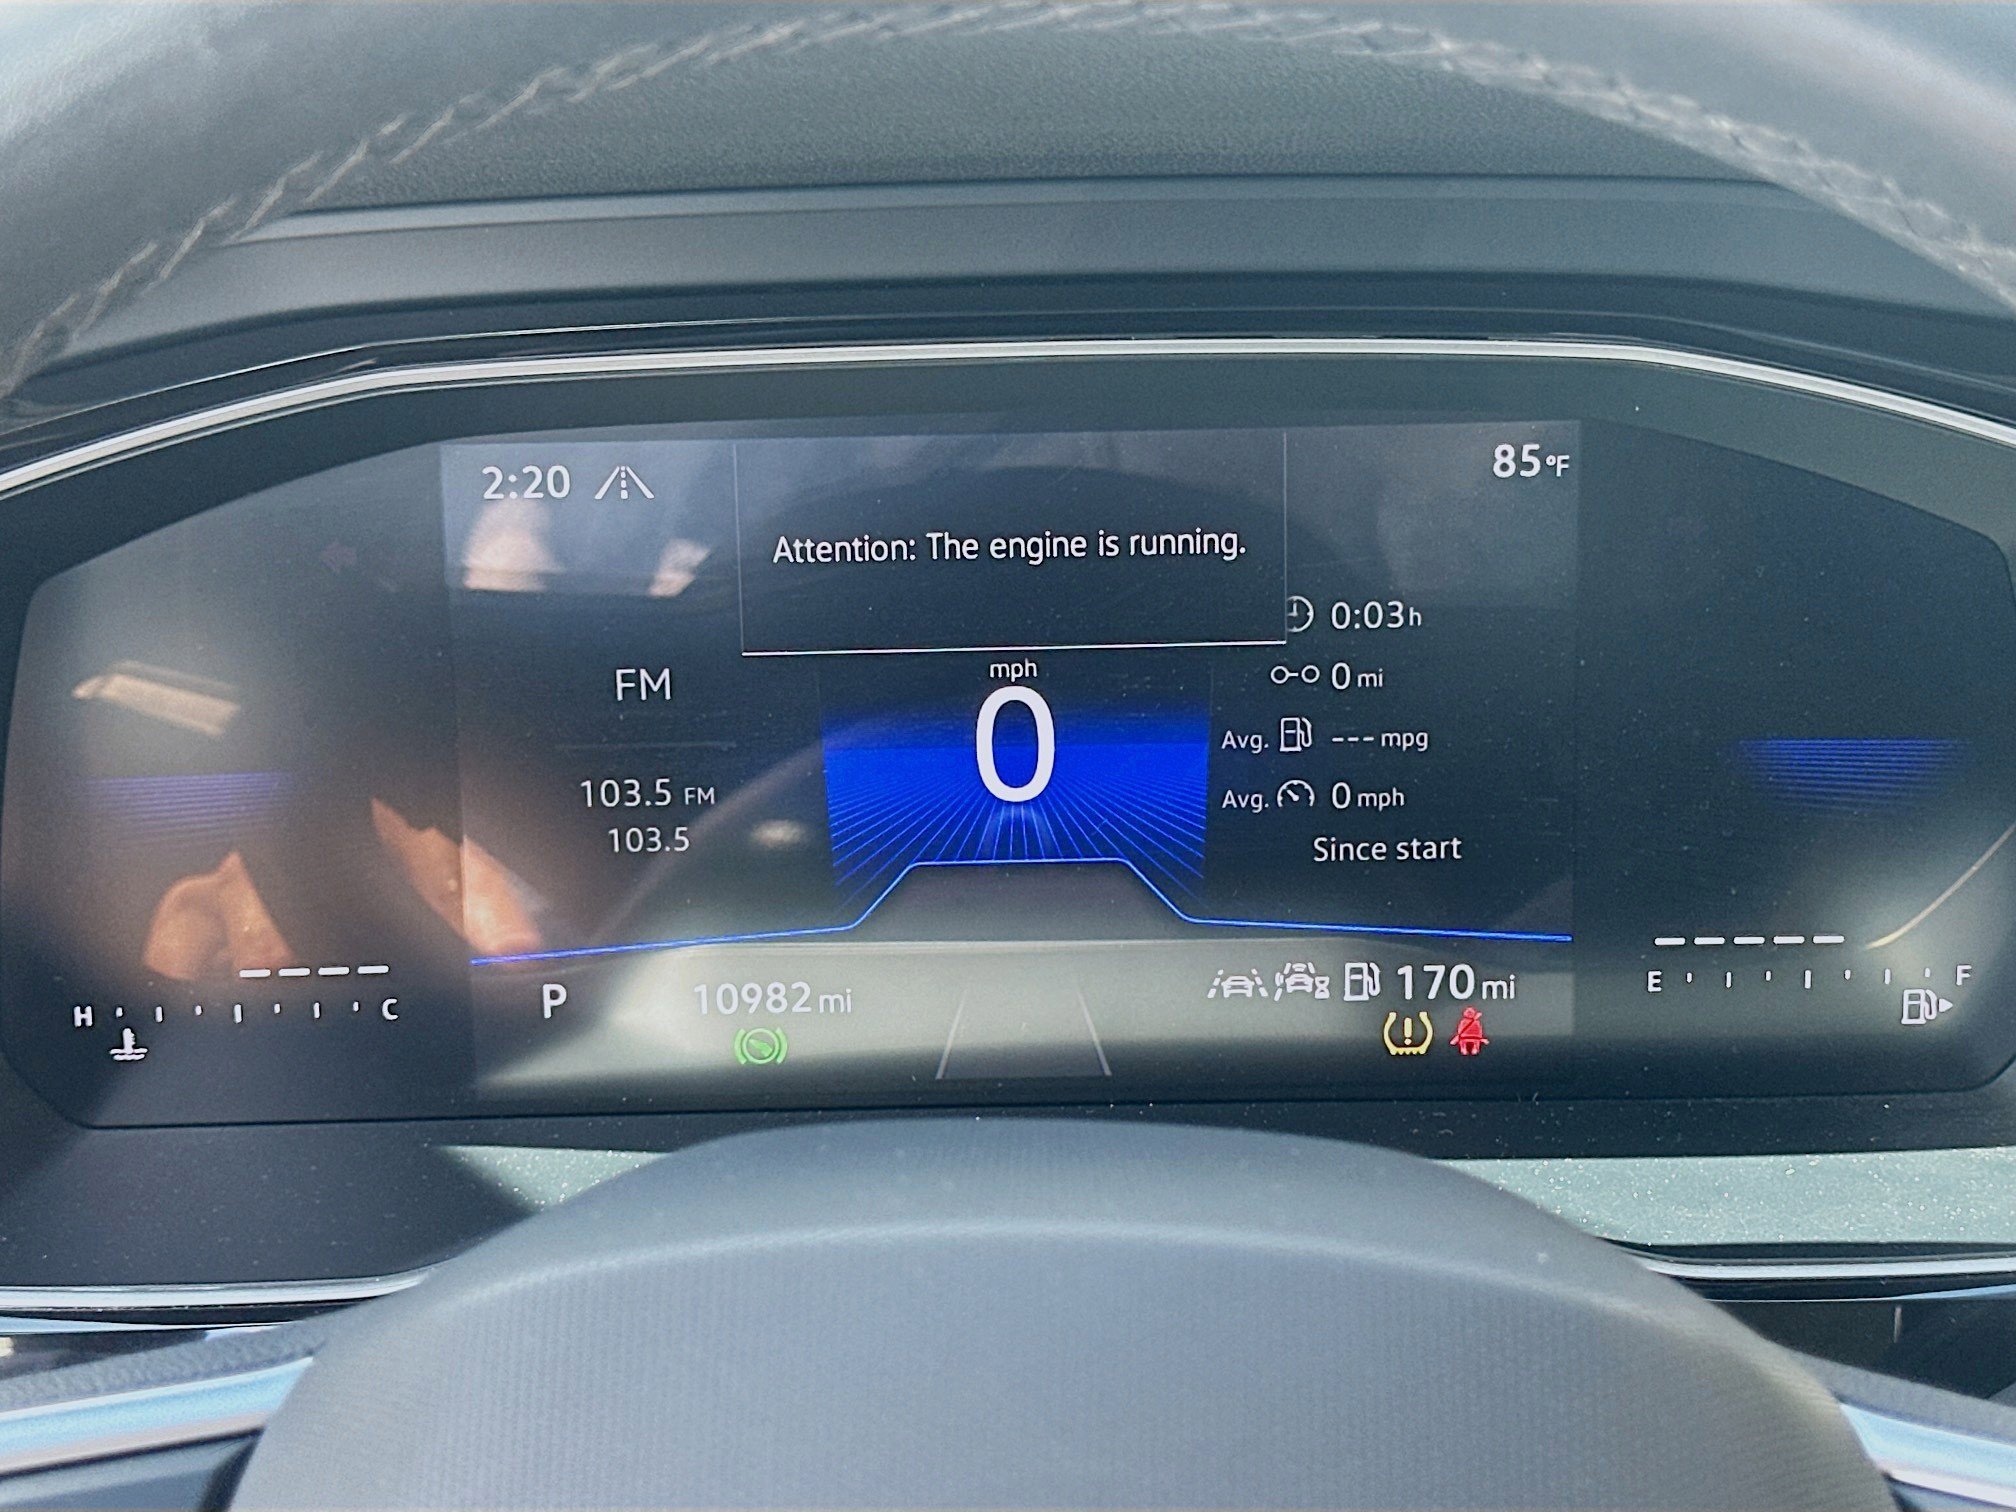 2:20
85°F
Attention: The engine is running.
0:03h
FM
mph
0 mi
0
Avg. --- mpg
103.5 FM
Avg. 0 mph
103.5
Since start
P
10982 mi
170 mi
H C
E F